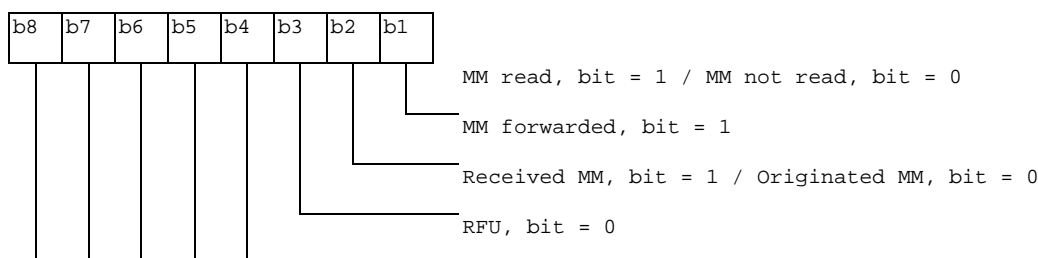 b8 b7 b6 b5 b4 b3 b2 b1
MM read, bit = 1 / MM not read, bit = 0
MM forwarded, bit = 1
Received MM, bit = 1 / Originated MM, bit = 0
RFU, bit = 0